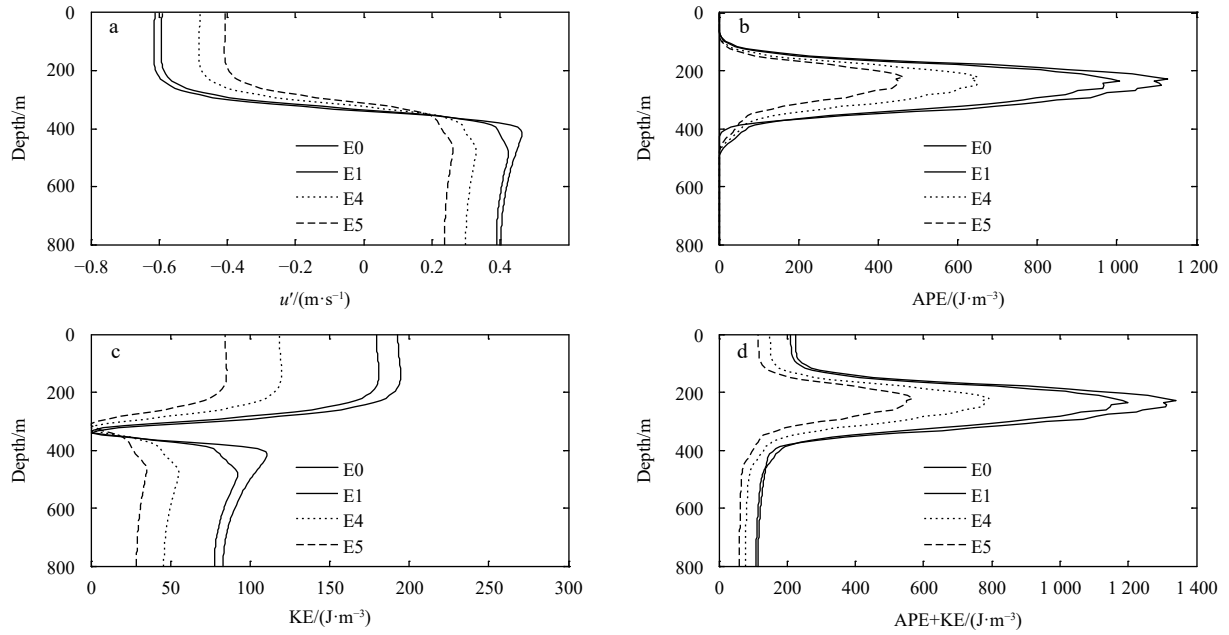 a
0
200
400
600
800
Depth/m
E0
E1
E4
E5
−0.8
−0.6
−0.4
−0.2
0
0.2
0.4
u′/(m·s⁻¹)
b
0
200
400
600
800
Depth/m
E0
E1
E4
E5
0
200
400
600
800
1 000
1 200
APE/(J·m⁻³)
c
0
200
400
600
800
Depth/m
E0
E1
E4
E5
0
50
100
150
200
250
300
KE/(J·m⁻³)
d
0
200
400
600
800
Depth/m
E0
E1
E4
E5
0
200
400
600
800
1 000
1 200
1 400
APE+KE/(J·m⁻³)